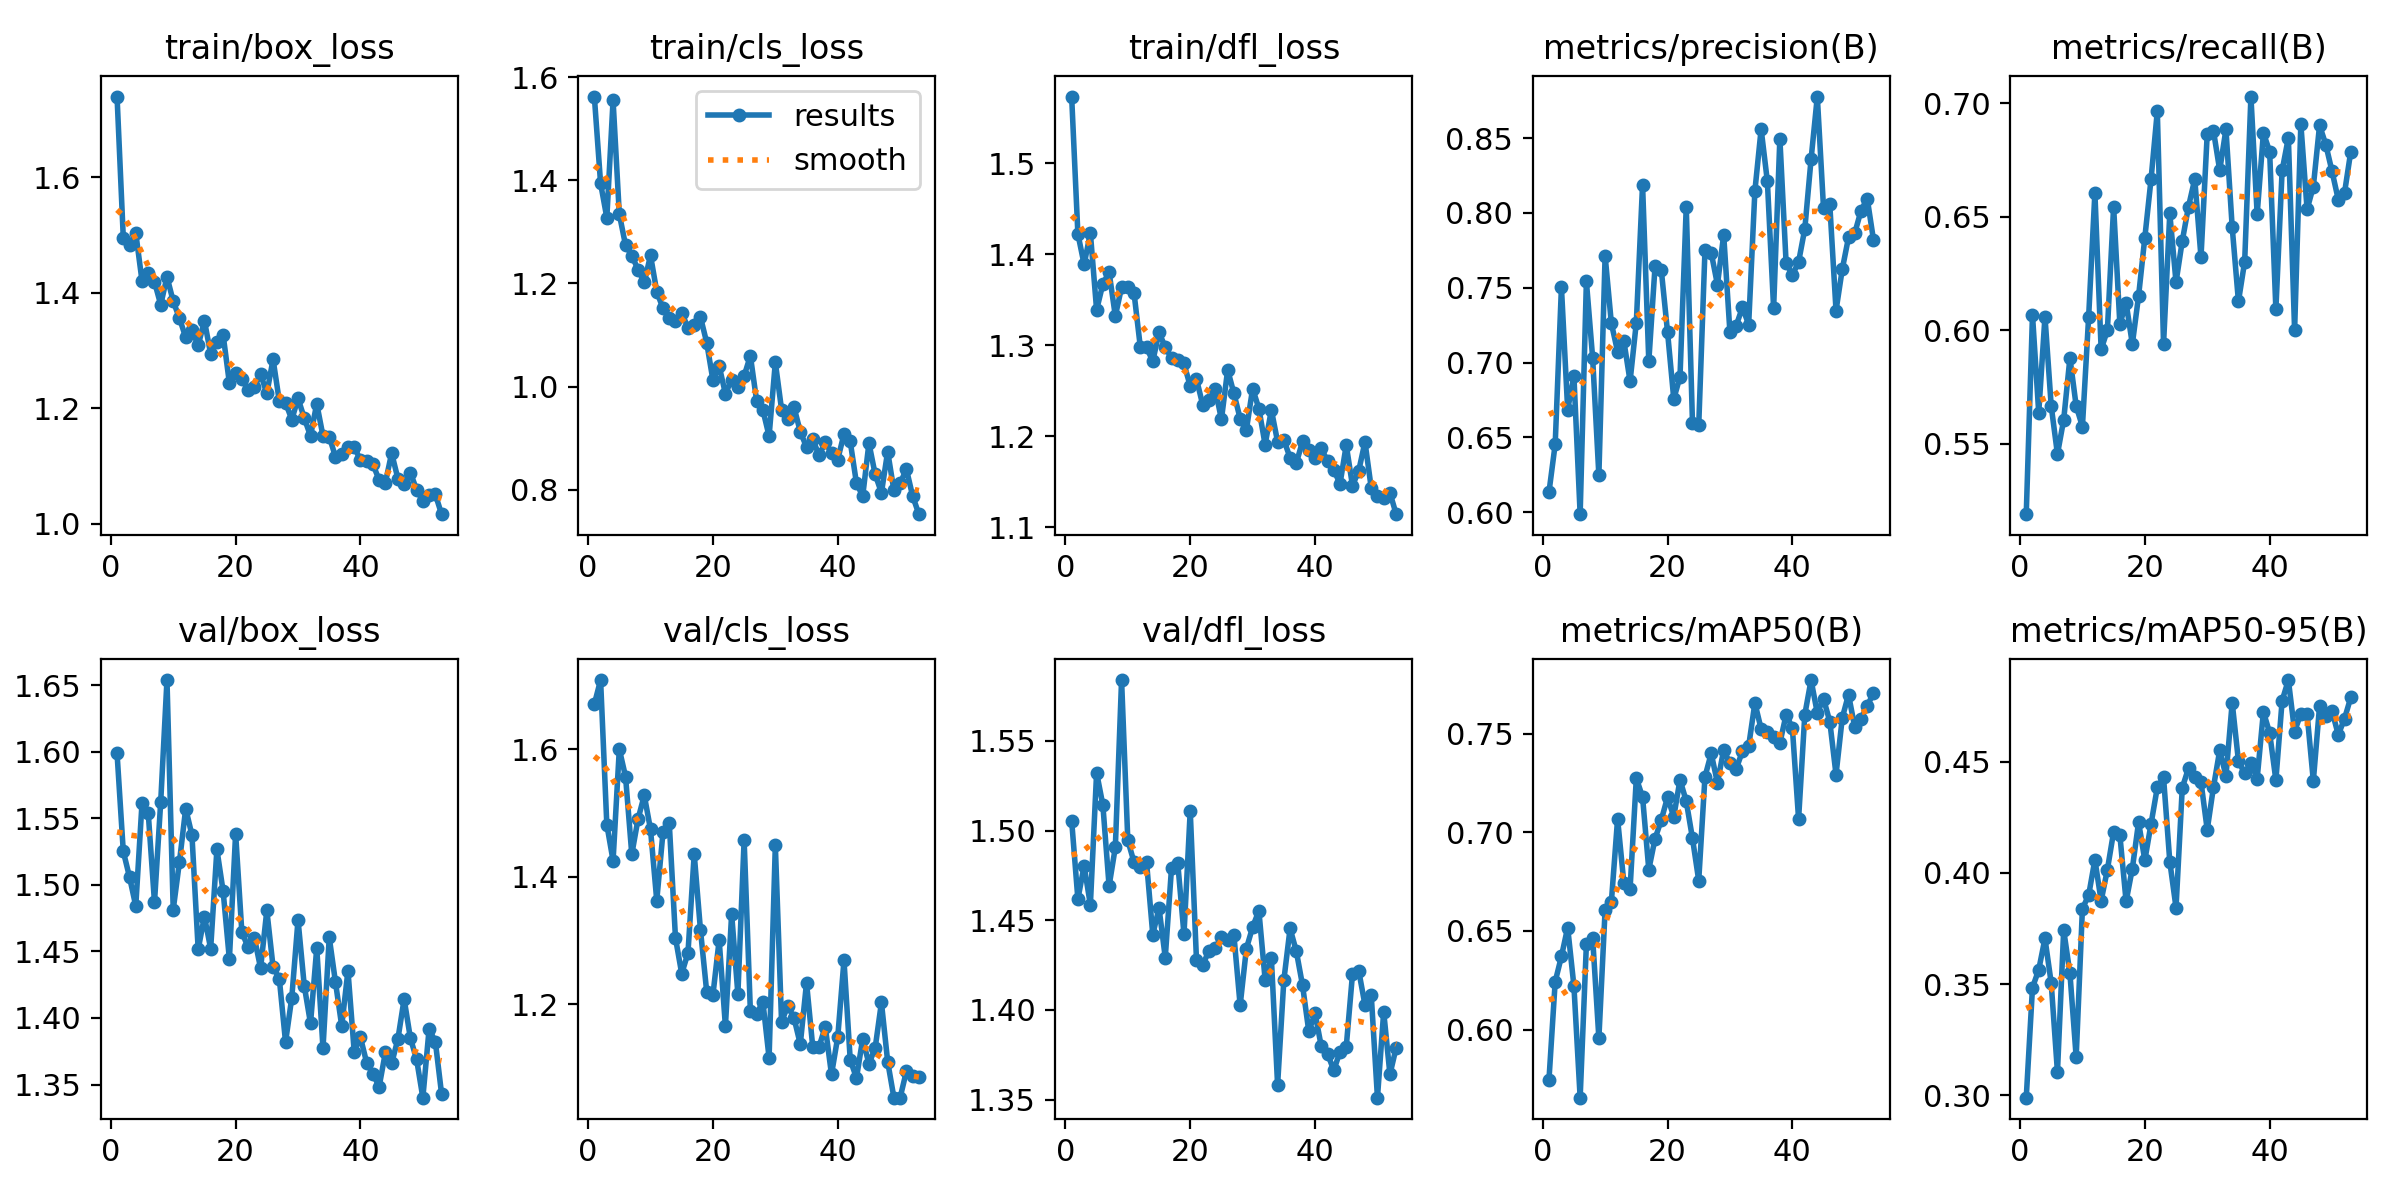 train/box_loss
train/cls_loss
train/dfl_loss
metrics/precision(B)
metrics/recall(B)
results
smooth
1.6
1.4
1.2
1.0
0 20 40
1.6
1.4
1.2
1.0
0.8
0 20 40
1.5
1.4
1.3
1.2
1.1
0 20 40
0.85
0.80
0.75
0.70
0.65
0.60
0 20 40
0.70
0.65
0.60
0.55
0 20 40
val/box_loss
val/cls_loss
val/dfl_loss
metrics/mAP50(B)
metrics/mAP50-95(B)
1.65
1.60
1.55
1.50
1.45
1.40
1.35
0 20 40
1.6
1.4
1.2
0 20 40
1.55
1.50
1.45
1.40
1.35
0 20 40
0.75
0.70
0.65
0.60
0 20 40
0.45
0.40
0.35
0.30
0 20 40